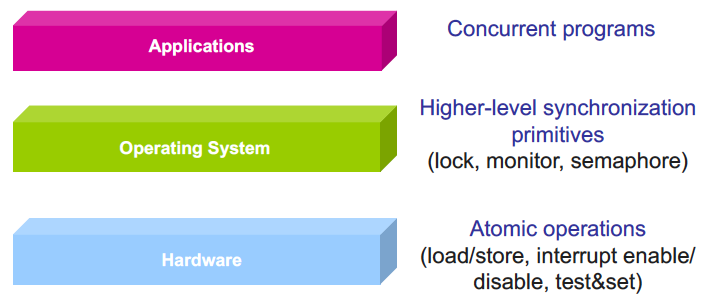 Applications
Concurrent programs
Operating System
Higher-level synchronization
primitives
(lock, monitor, semaphore)
Hardware
Atomic operations
(load/store, interrupt enable/
disable, test&set)